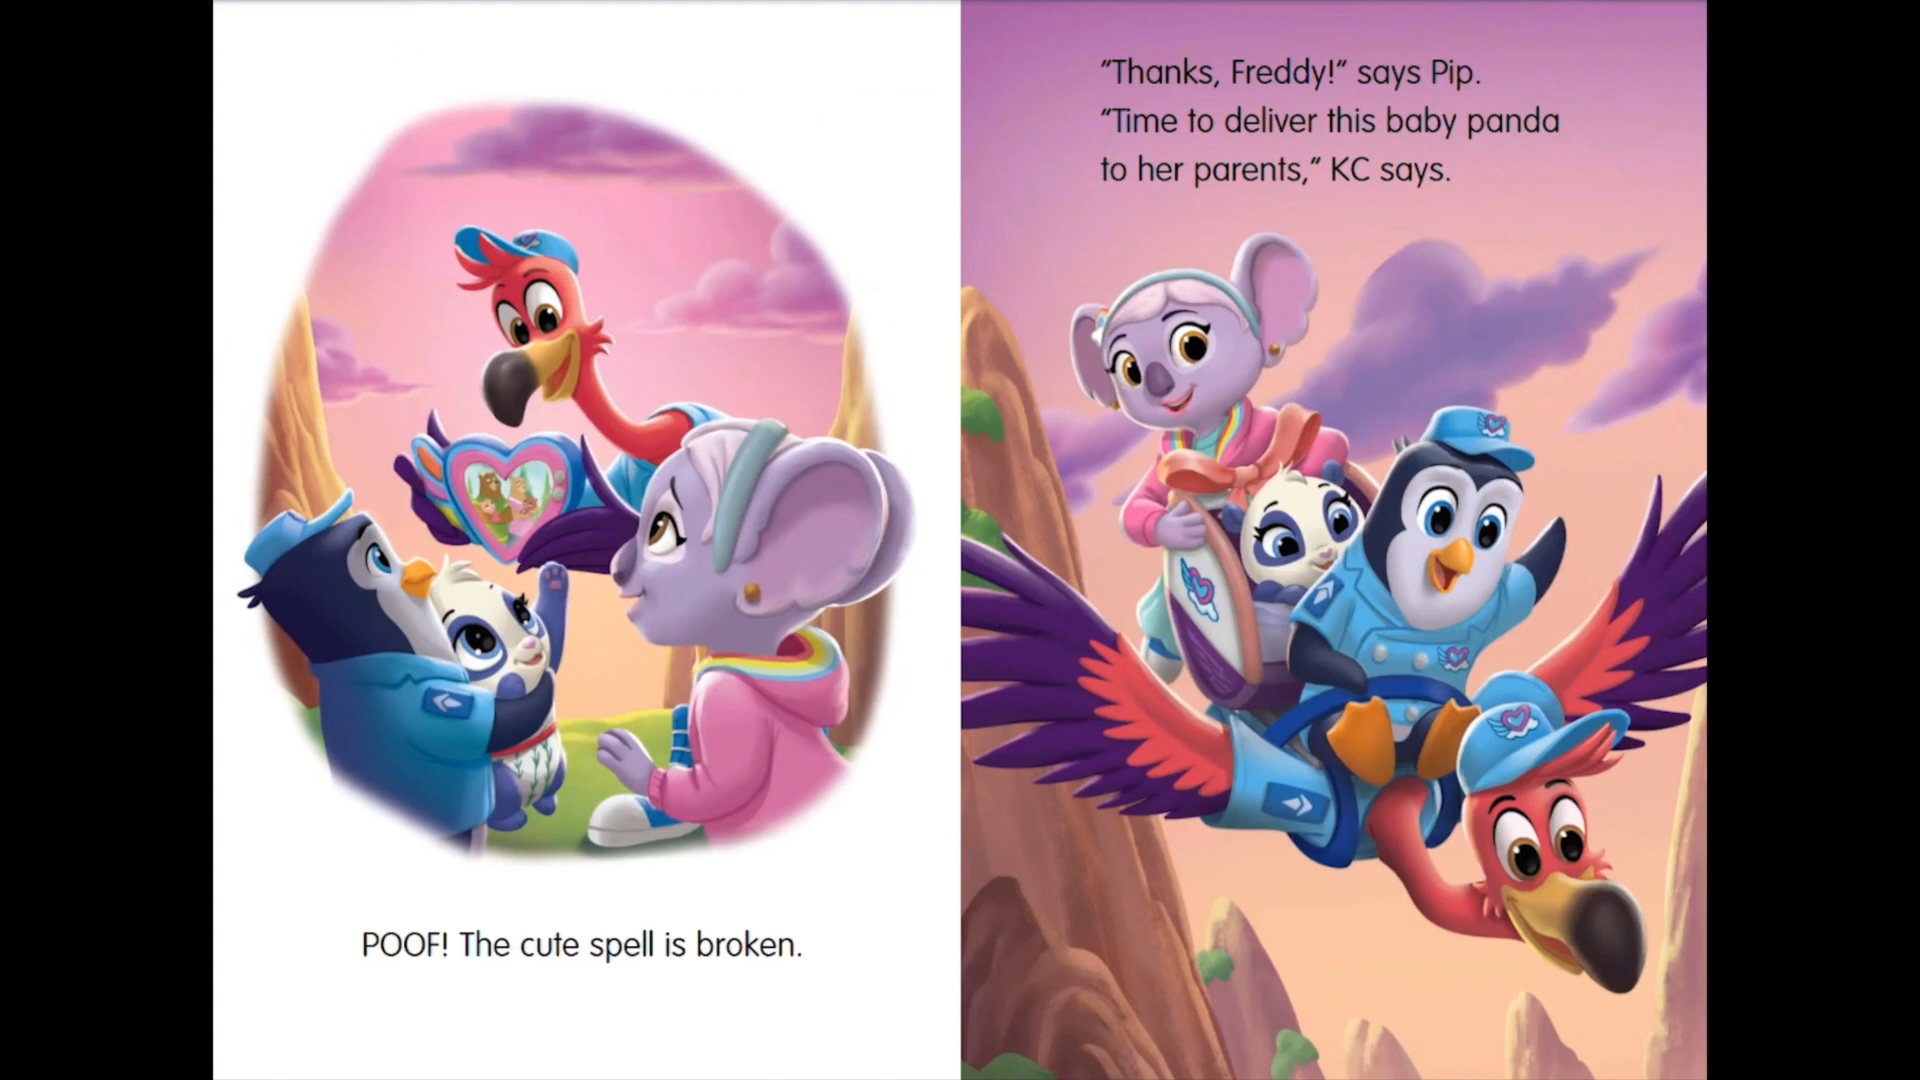 POOF! The cute spell is broken.
"Thanks, Freddy!" says Pip.
"Time to deliver this baby panda
to her parents," KC says.